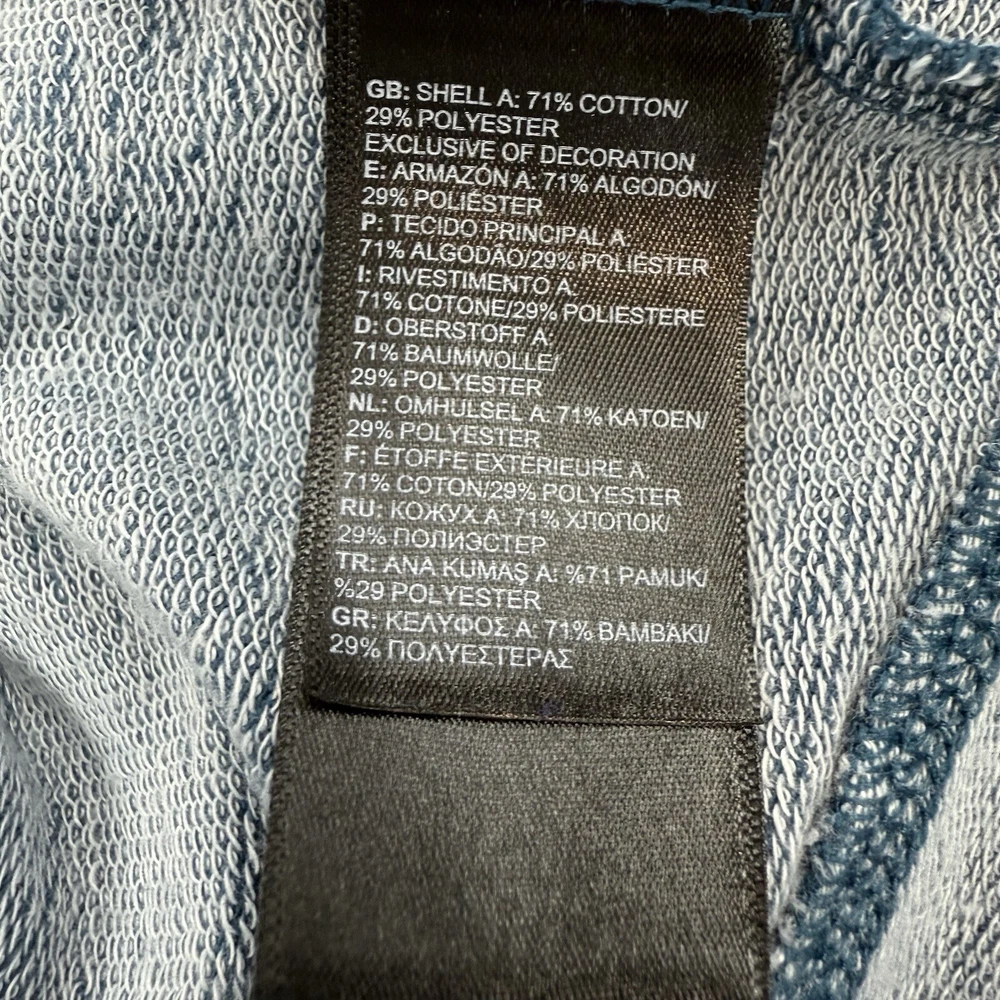 GB: SHELL A: 71% COTTON/
29% POLYESTER
EXCLUSIVE OF DECORATION
E: ARMAZÓN A: 71% ALGODÓN/
29% POLIÉSTER
P: TECIDO PRINCIPAL A:
71% ALGODÃO/29% POLIÉSTER
I: RIVESTIMENTO A:
71% COTONE/29% POLIESTERE
D: OBERSTOFF A:
71% BAUMWOLLE/
29% POLYESTER
NL: OMHULSEL A: 71% KATOEN/
29% POLYESTER
F: ÉTOFFE EXTÉRIEURE A:
71% COTON/29% POLYESTER
RU: КОЖУХ А: 71% ХЛОПОК/
29% ПОЛИЭСТЕР
TR: ANA KUMAŞ A: %71 PAMUK/
%29 POLYESTER
GR: ΚΕΛΥΦΟΣ A: 71% ΒΑΜΒΑΚΙ/
29% ΠΟΛΥΕΣΤΕΡΑΣ